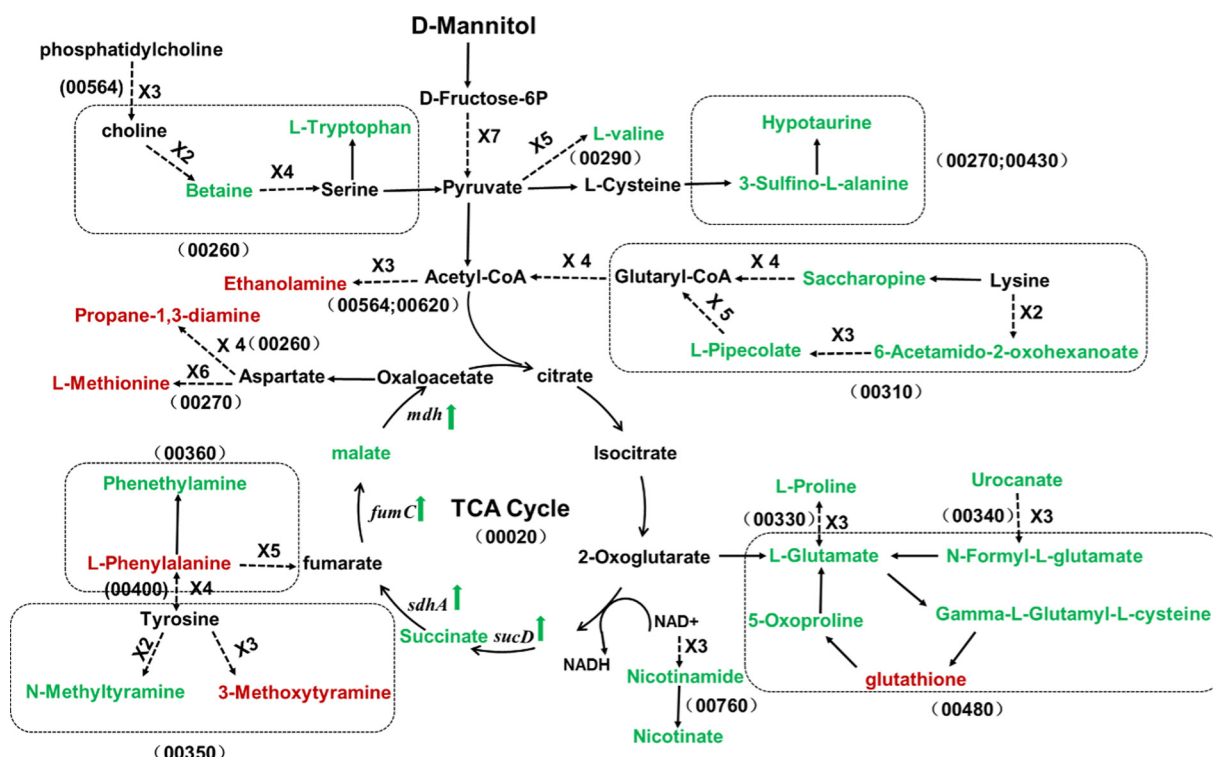 D-Mannitol
phosphatidylcholine
(00564) X3
D-Fructose-6P
choline
L-Tryptophan
X7
X5
L-valine
(00290)
Hypotaurine
(00270;00430)
X2
Betaine
X4
Serine
Pyruvate
L-Cysteine
3-Sulfino-L-alanine
(00260)
Ethanolamine
X3
Acetyl-CoA
X 4
Glutaryl-CoA
X 4
Saccharopine
Lysine
(00564;00620)
X 5
X2
Propane-1,3-diamine
X 4 (00260)
L-Pipecolate
X3
6-Acetamido-2-oxohexanoate
L-Methionine
X6
Aspartate
Oxaloacetate
citrate
(00270)
(00310)
mdh
(00360)
malate
Isocitrate
Phenethylamine
L-Proline
Urocanate
fumC
TCA Cycle
(00020)
(00330) X3
(00340) X3
L-Phenylalanine
X5
fumarate
2-Oxoglutarate
L-Glutamate
N-Formyl-L-glutamate
(00400) X4
Tyrosine
sdhA
5-Oxoproline
Gamma-L-Glutamyl-L-cysteine
X2
X3
Succinate
sucD
NAD+
X3
NADH
N-Methyltyramine
3-Methoxytyramine
Nicotinamide
glutathione
(00760)
(00480)
Nicotinate
(00350)